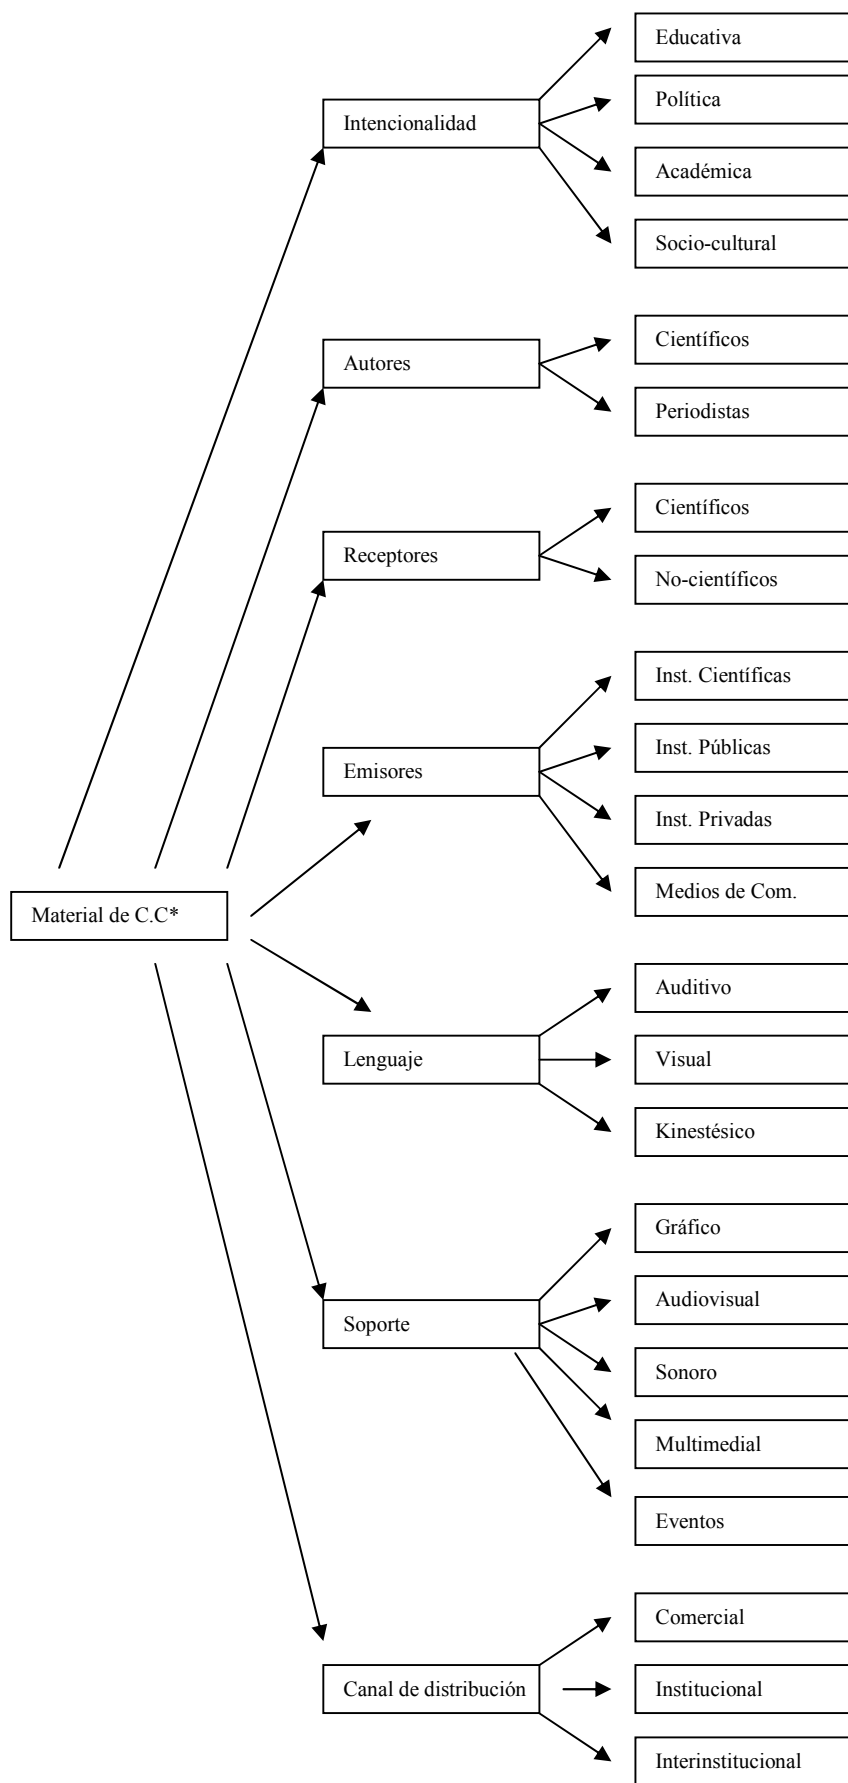 Educativa
Política
Intencionalidad
Académica
Socio-cultural
Científicos
Autores
Periodistas
Científicos
Receptores
No-científicos
Inst. Científicas
Inst. Públicas
Emisores
Inst. Privadas
Medios de Com.
Material de C.C*
Auditivo
Visual
Lenguaje
Kinestésico
Gráfico
Audiovisual
Soporte
Sonoro
Multimedial
Eventos
Comercial
Canal de distribución
Institucional
Interinstitucional